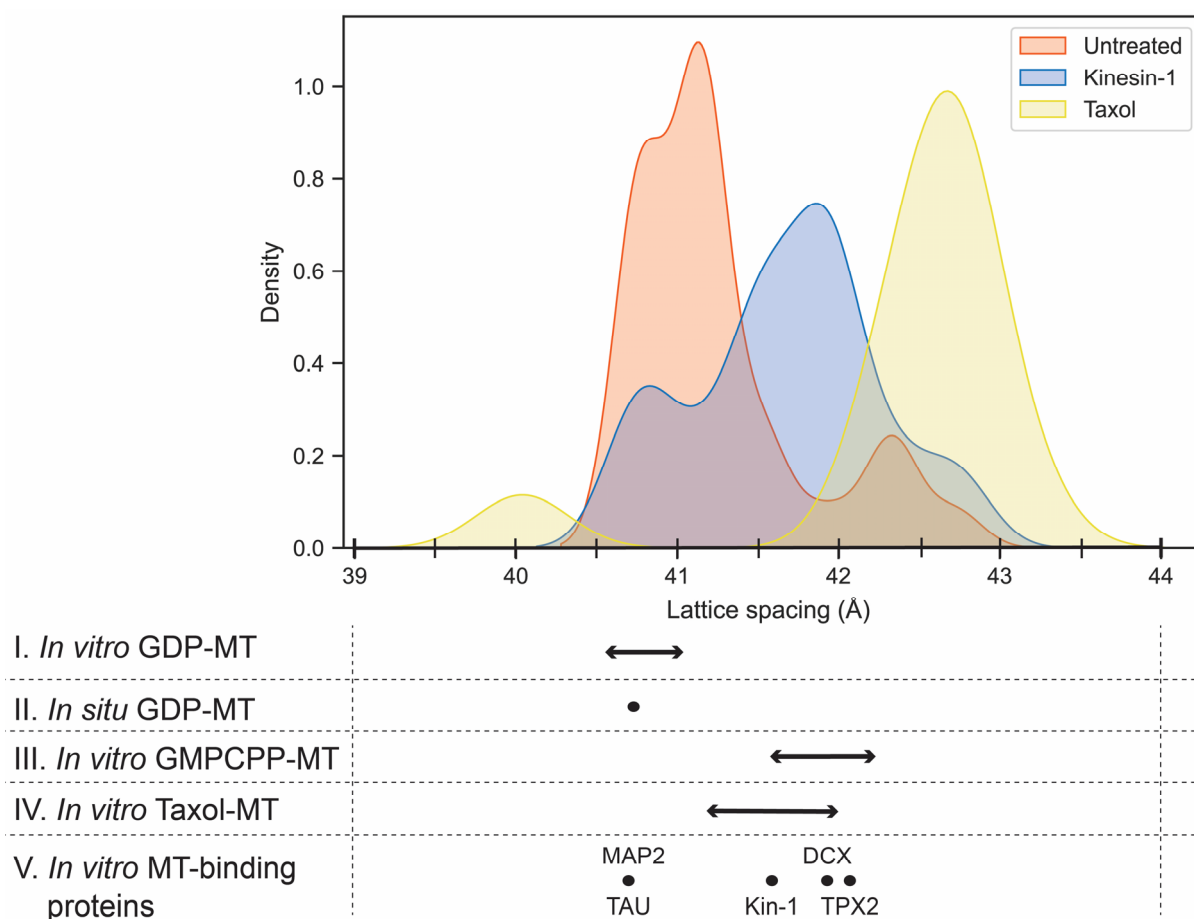 Untreated
Kinesin-1
Taxol
1.0
0.8
0.6
0.4
0.2
0.0
Density
39 40 41 42 43 44
Lattice spacing (Å)
I. In vitro GDP-MT
II. In situ GDP-MT
III. In vitro GMPCPP-MT
IV. In vitro Taxol-MT
V. In vitro MT-binding
proteins
MAP2 DCX
TAU Kin-1 TPX2